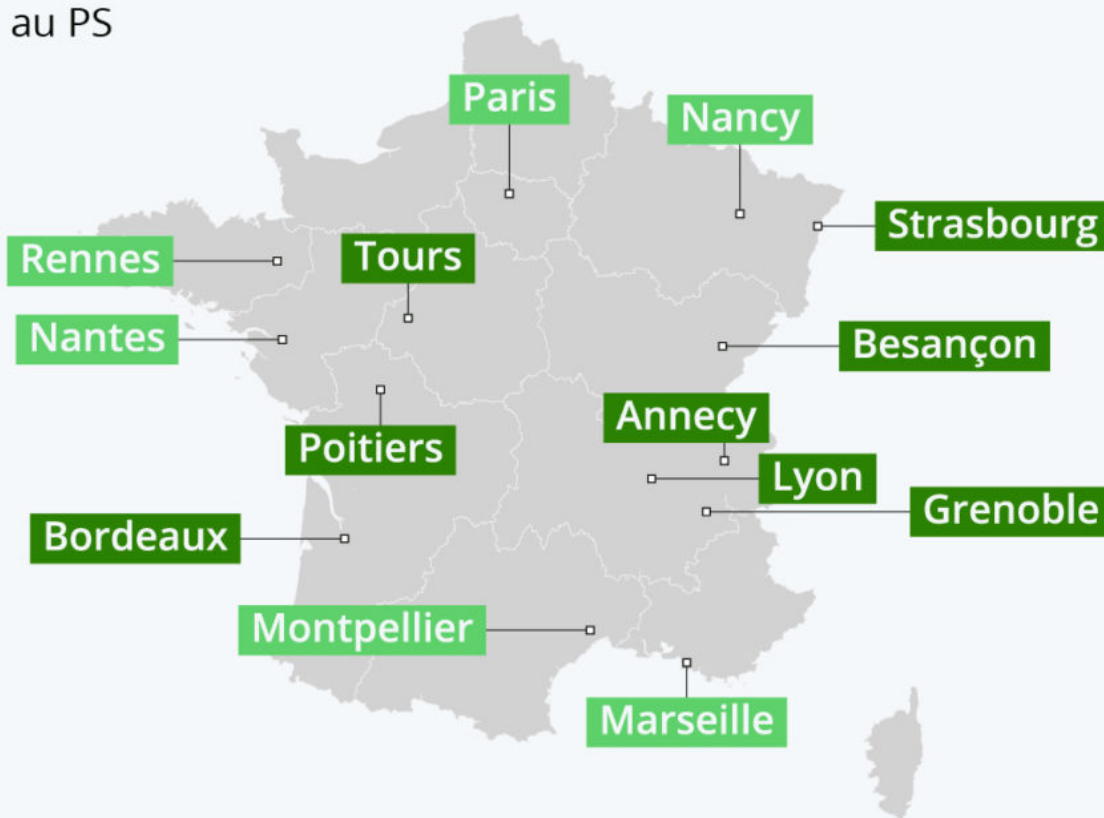 au PS
Paris
Nancy
Strasbourg
Rennes
Tours
Nantes
Besançon
Annecy
Poitiers
Lyon
Grenoble
Bordeaux
Montpellier
Marseille